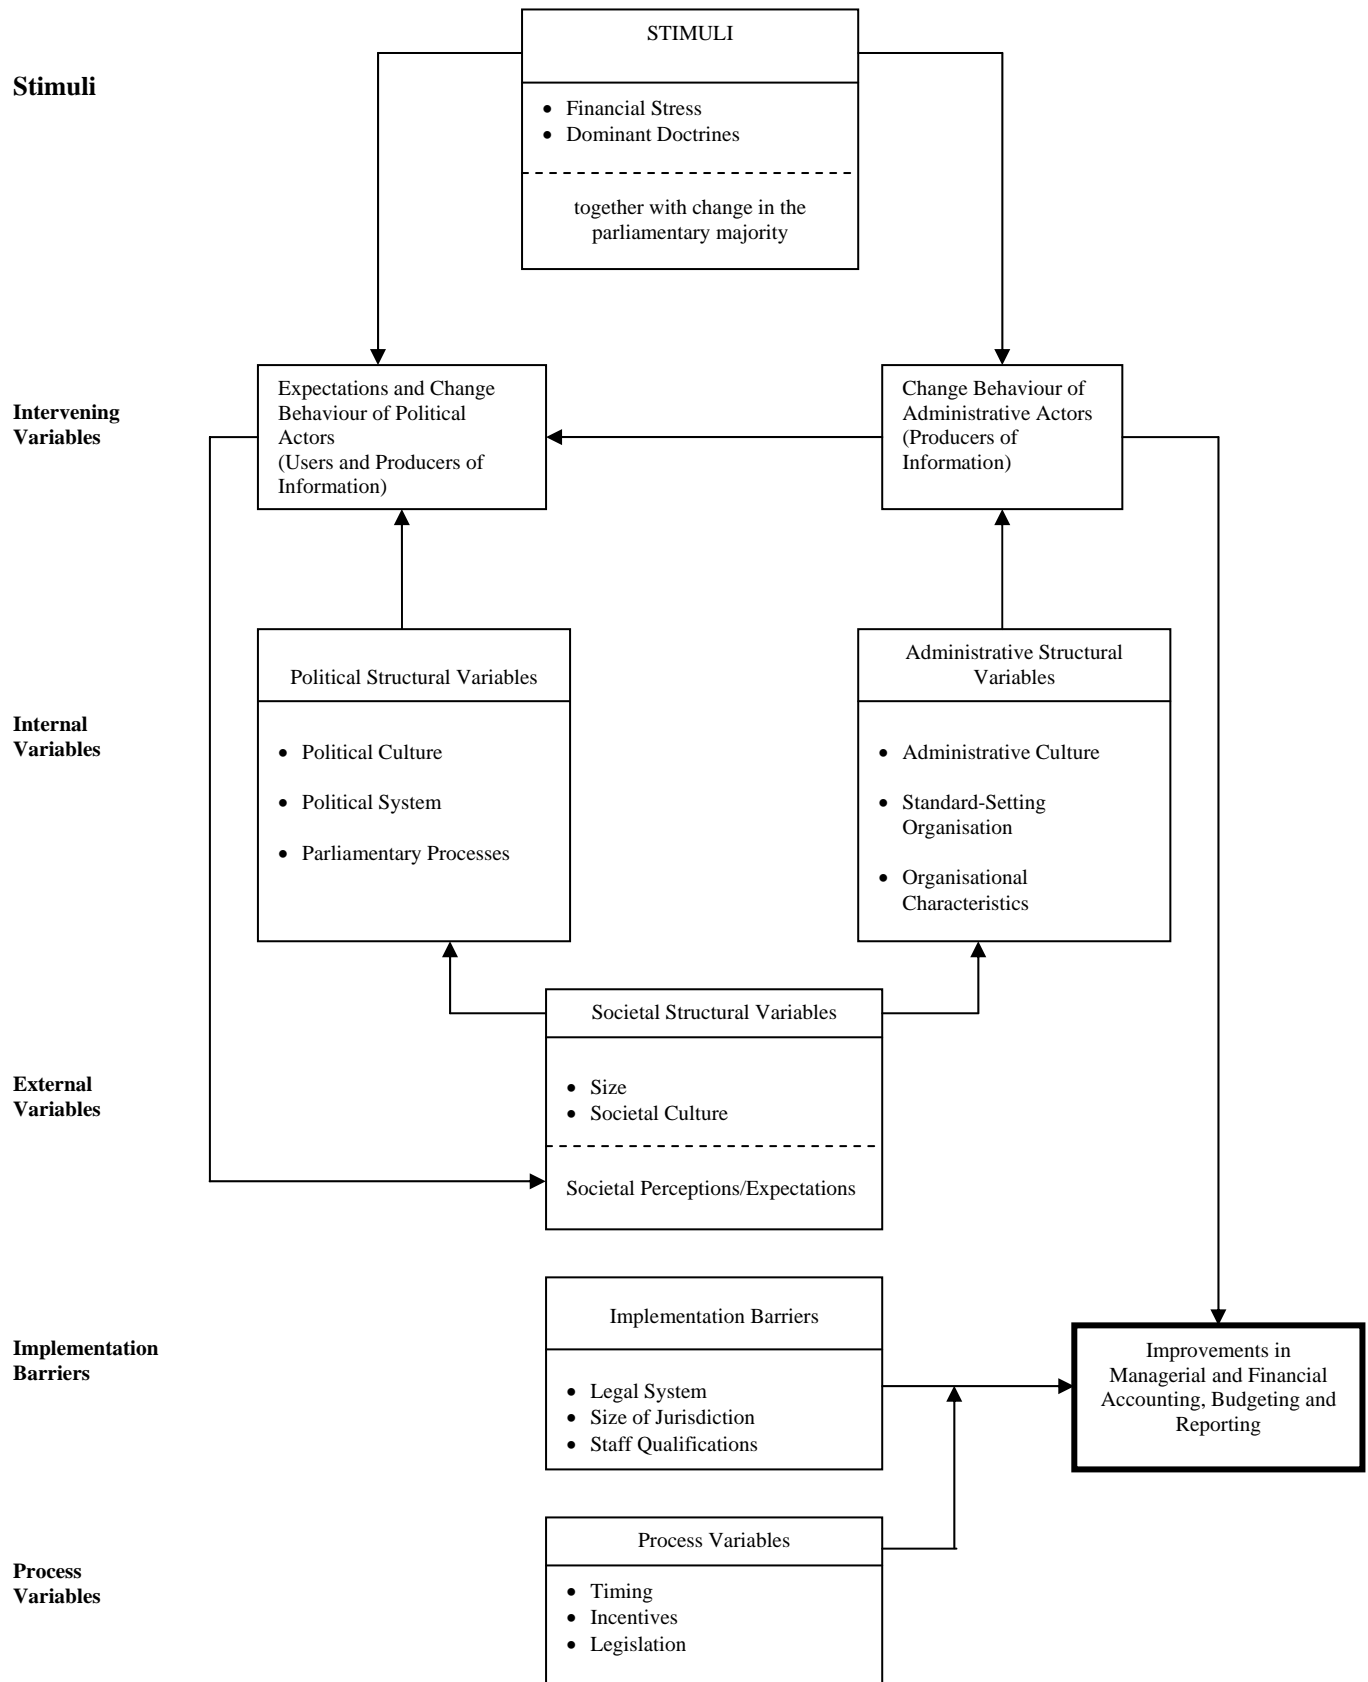 STIMULI
Stimuli
• Financial Stress
• Dominant Doctrines
together with change in the
parliamentary majority
Intervening
Variables
Expectations and Change
Behaviour of Political
Actors
(Users and Producers of
Information)
Change Behaviour of
Administrative Actors
(Producers of
Information)
Internal
Variables
Political Structural Variables
• Political Culture
• Political System
• Parliamentary Processes
Administrative Structural
Variables
• Administrative Culture
• Standard-Setting
Organisation
• Organisational
Characteristics
External
Variables
Societal Structural Variables
• Size
• Societal Culture
Societal Perceptions/Expectations
Implementation
Barriers
Implementation Barriers
• Legal System
• Size of Jurisdiction
• Staff Qualifications
Improvements in
Managerial and Financial
Accounting, Budgeting and
Reporting
Process
Variables
Process Variables
• Timing
• Incentives
• Legislation